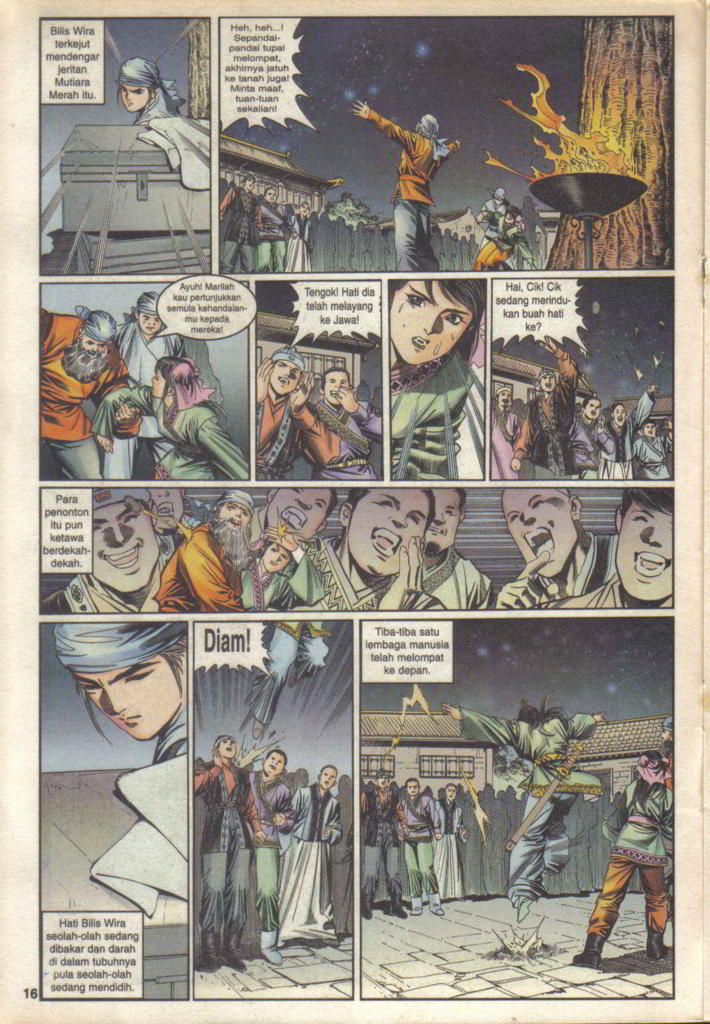 Bilis Wira
terkejut
mendengar
jeritan
Mutiara
Merah itu.
Heh, heh...!
Sepandai-
pandai tupai
melompat,
akhirnya jatuh
ke tanah juga!
Minta maaf,
tuan-tuan
sekalian!
Ayuh! Marilah
kau pertunjukkan
semula kehandalan-
mu kepada
mereka!
Tengok! Hati dia
telah melayang
ke Jawa!
Hai, Cik! Cik
sedang merindu-
kan buah hati
ke?
Para
penonton
itu pun
ketawa
berdekah-
dekah.
Hati Bilis Wira
seolah-olah sedang
dibakar dan darah
di dalam tubuhnya
pula seolah-olah
sedang mendidih.
Diam!
Tiba-tiba satu
lembaga manusia
telah melompat
ke depan.
16